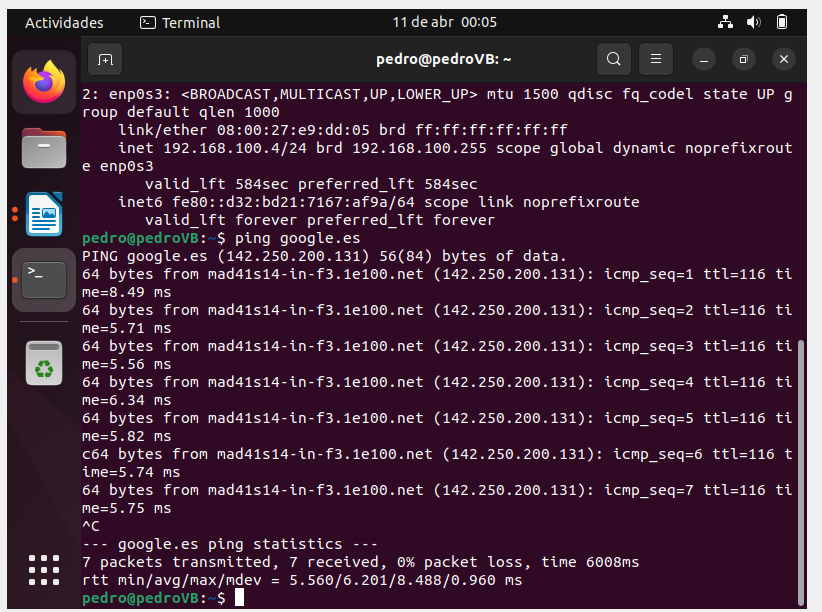 Actividades
Terminal
11 de abr 00:05
pedro@pedroVB: ~
2: enp0s3: <BROADCAST,MULTICAST,UP,LOWER_UP> mtu 1500 qdisc fq_codel state UP g
roup default qlen 1000
    link/ether 08:00:27:e9:dd:05 brd ff:ff:ff:ff:ff:ff
    inet 192.168.100.4/24 brd 192.168.100.255 scope global dynamic noprefixrout
e enp0s3
       valid_lft 584sec preferred_lft 584sec
    inet6 fe80::d32:bd21:7167:af9a/64 scope link noprefixroute
       valid_lft forever preferred_lft forever
pedro@pedroVB:~$ ping google.es
PING google.es (142.250.200.131) 56(84) bytes of data.
64 bytes from mad41s14-in-f3.1e100.net (142.250.200.131): icmp_seq=1 ttl=116 ti
me=8.49 ms
64 bytes from mad41s14-in-f3.1e100.net (142.250.200.131): icmp_seq=2 ttl=116 ti
me=5.71 ms
64 bytes from mad41s14-in-f3.1e100.net (142.250.200.131): icmp_seq=3 ttl=116 ti
me=5.56 ms
64 bytes from mad41s14-in-f3.1e100.net (142.250.200.131): icmp_seq=4 ttl=116 ti
me=6.34 ms
64 bytes from mad41s14-in-f3.1e100.net (142.250.200.131): icmp_seq=5 ttl=116 ti
me=5.82 ms
c64 bytes from mad41s14-in-f3.1e100.net (142.250.200.131): icmp_seq=6 ttl=116 t
ime=5.74 ms
64 bytes from mad41s14-in-f3.1e100.net (142.250.200.131): icmp_seq=7 ttl=116 ti
me=5.75 ms
^C
--- google.es ping statistics ---
7 packets transmitted, 7 received, 0% packet loss, time 6008ms
rtt min/avg/max/mdev = 5.560/6.201/8.488/0.960 ms
pedro@pedroVB:~$